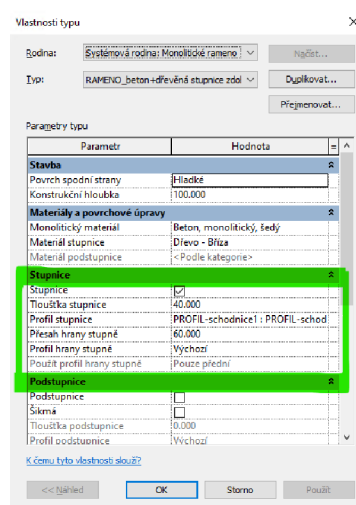 Vlastnosti typu
Rodina: Systémová rodina: Monolitické rameno Načíst...
Typ: RAMENO_beton+dřevěná stupnice zdol Duplikovat...
Přejmenovat...
Parametry typu
Parametr Hodnota =
Stavba
Povrch spodní strany Hladké
Konstrukční hloubka 100.000
Materiály a povrchové úpravy
Monolitický materiál Beton, monolitický, šedý
Materiál stupnice Dřevo - Bříza
Materiál podstupnice <Podle kategorie>
Stupnice
Stupnice
Tloušťka stupnice 40.000
Profil stupnice PROFIL-schodnice1 : PROFIL-schod
Přesah hrany stupně 60.000
Profil hrany stupně Výchozí
Použít profil hrany stupně Pouze přední
Podstupnice
Podstupnice
Šikmá
Tloušťka podstupnice 0.000
Profil podstupnice Výchozí
K čemu tyto vlastnosti slouží?
<< Náhled OK Storno Použít